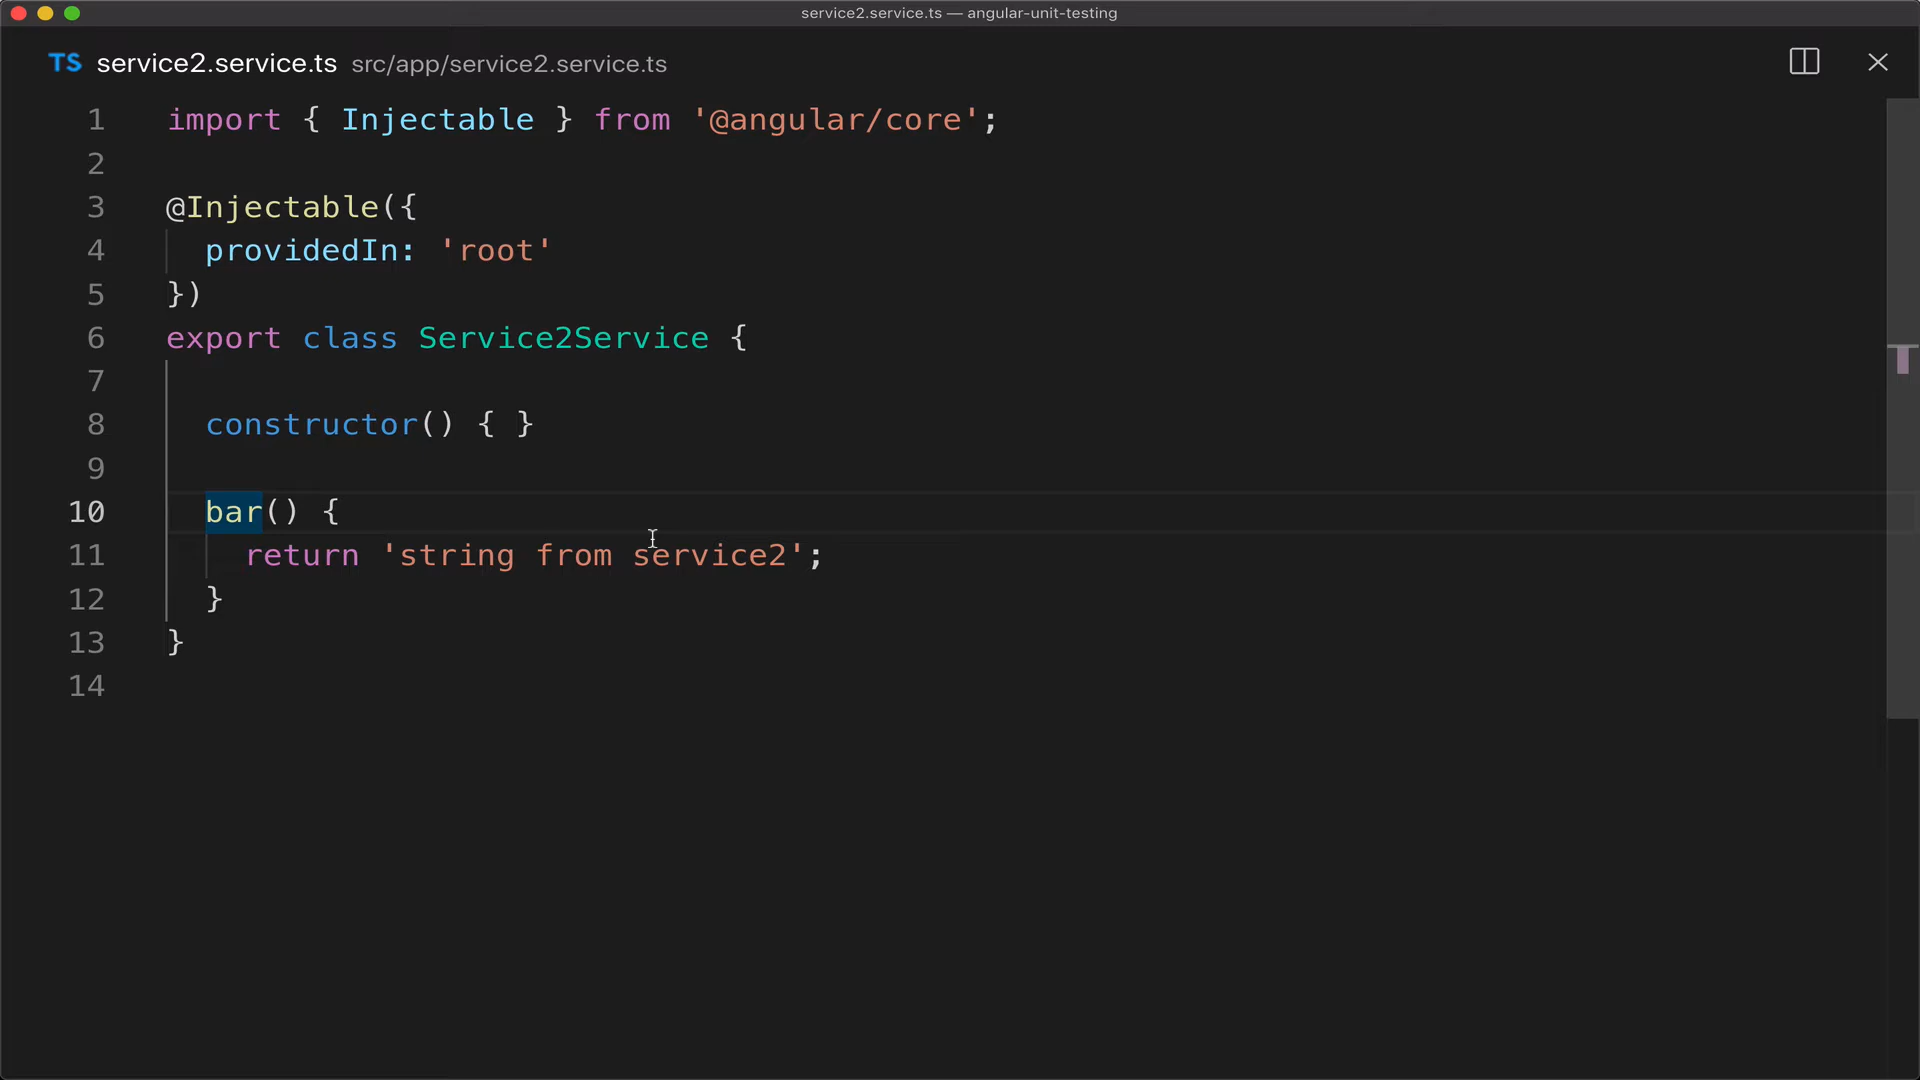 service2.service.ts — angular-unit-testing
TS service2.service.ts src/app/service2.service.ts
1 import { Injectable } from '@angular/core';
2
3 @Injectable({
4   providedIn: 'root'
5 })
6 export class Service2Service {
7
8   constructor() { }
9
10   bar() {
11     return 'string from service2';
12   }
13 }
14